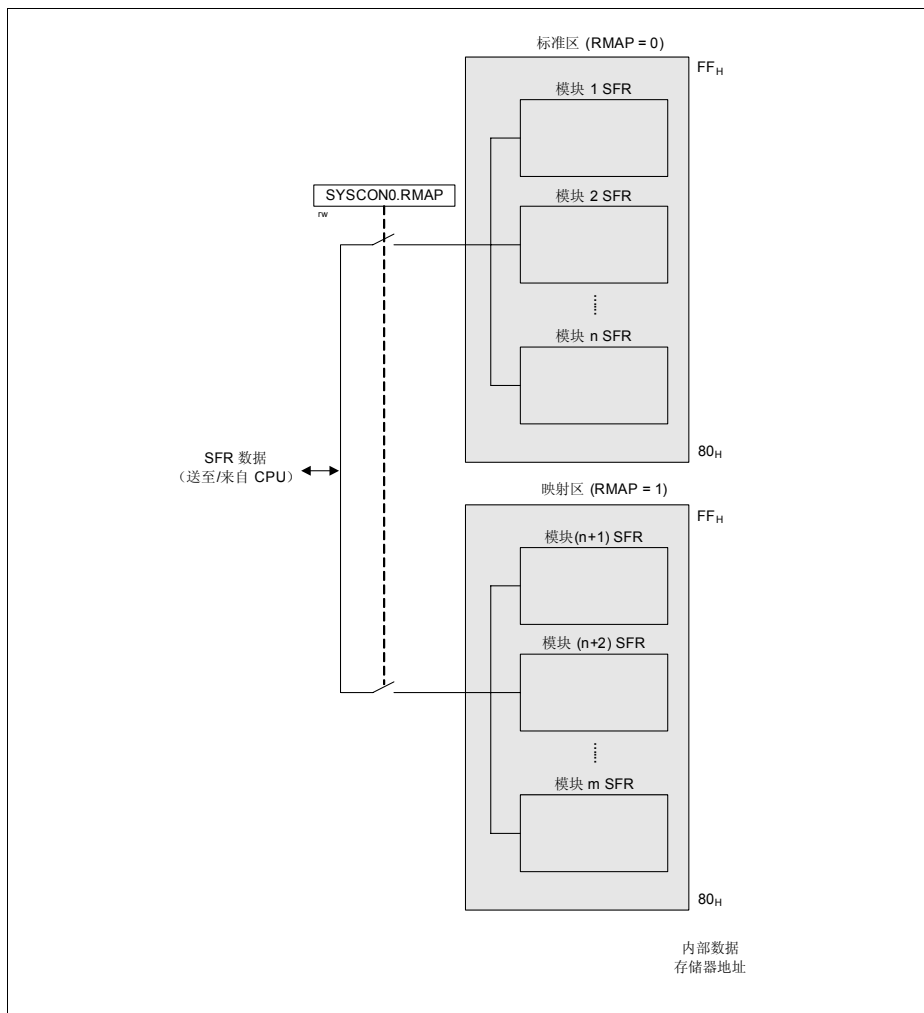 标准区 (RMAP = 0)
FFH
模块 1 SFR
SYSCON0.RMAP
rw
模块 2 SFR
模块 n SFR
SFR 数据
（送至/来自 CPU）
80H
映射区 (RMAP = 1)
FFH
模块(n+1) SFR
模块 (n+2) SFR
模块 m SFR
80H
内部数据
存储器地址